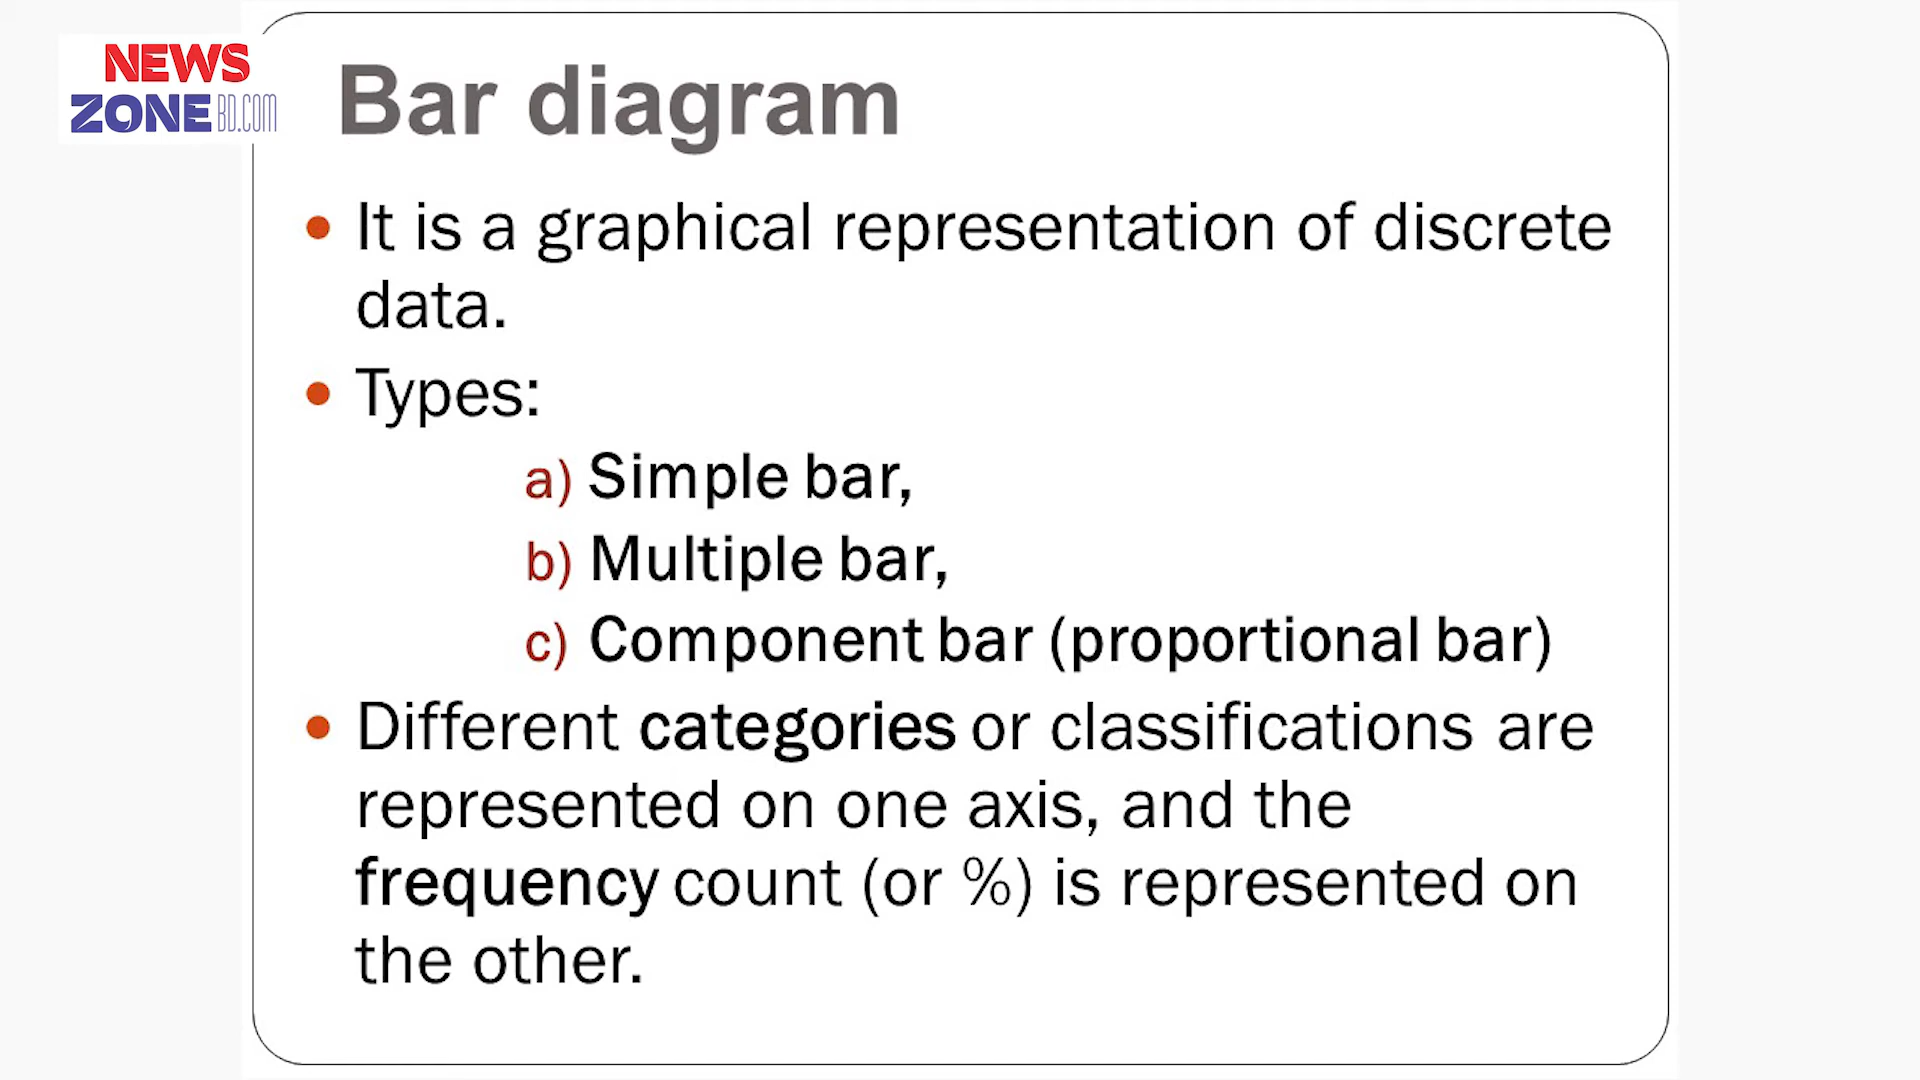 NEWS
ZONE BD.COM
Bar diagram
• It is a graphical representation of discrete
data.
• Types:
a) Simple bar,
b) Multiple bar,
c) Component bar (proportional bar)
• Different categories or classifications are
represented on one axis, and the
frequency count (or %) is represented on
the other.